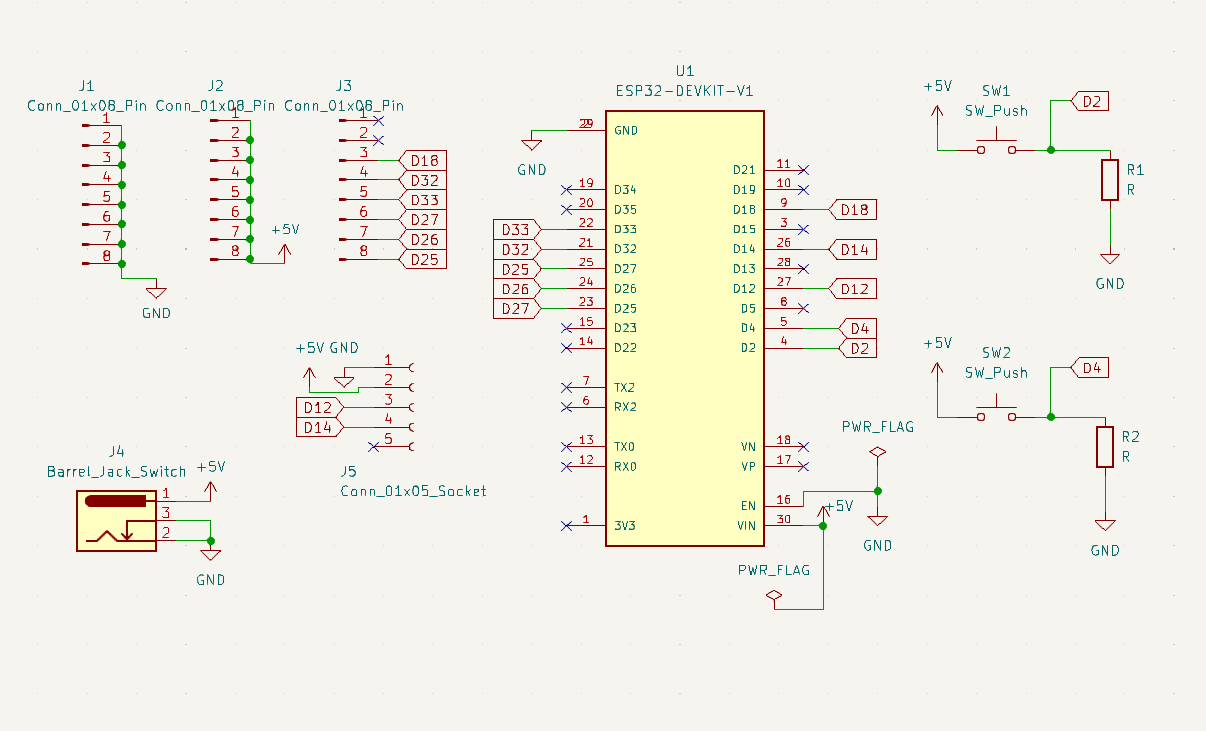 J1
Conn_01x08_Pin
1
2
3
4
5
6
7
8
GND
J2
Conn_01x08_Pin
1
2
3
4
5
6
7
8
+5V
J3
Conn_01x08_Pin
1
2
3 D18
4 D32
5 D33
6 D27
7 D26
8 D25
+5V GND
1
2
D12 3
D14 4
5
J5
Conn_01x05_Socket
J4
Barrel_Jack_Switch
+5V
1
3
2
GND
U1
ESP32-DEVKIT-V1
GND
29 GND
19 D34
20 D35
D33 22 D33
D32 21 D32
D25 25 D27
D26 24 D26
D27 23 D25
15 D23
14 D22
7 TX2
6 RX2
13 TX0
12 RX0
1 3V3
D21 11
D19 10
D18 9 D18
D15 3
D14 26 D14
D13 28
D12 27 D12
D5 8
D4 5 D4
D2 4 D2
VN 18
VP 17
EN 16
VIN 30
+5V
PWR_FLAG
GND
PWR_FLAG
+5V
SW1
SW_Push
D2
R1
R
GND
+5V
SW2
SW_Push
D4
R2
R
GND